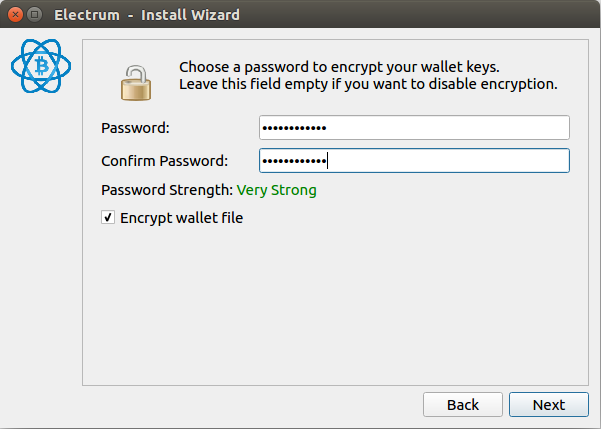 Electrum - Install Wizard
Choose a password to encrypt your wallet keys.
Leave this field empty if you want to disable encryption.
Password: ••••••••••••
Confirm Password: ••••••••••••
Password Strength: Very Strong
Encrypt wallet file
Back Next